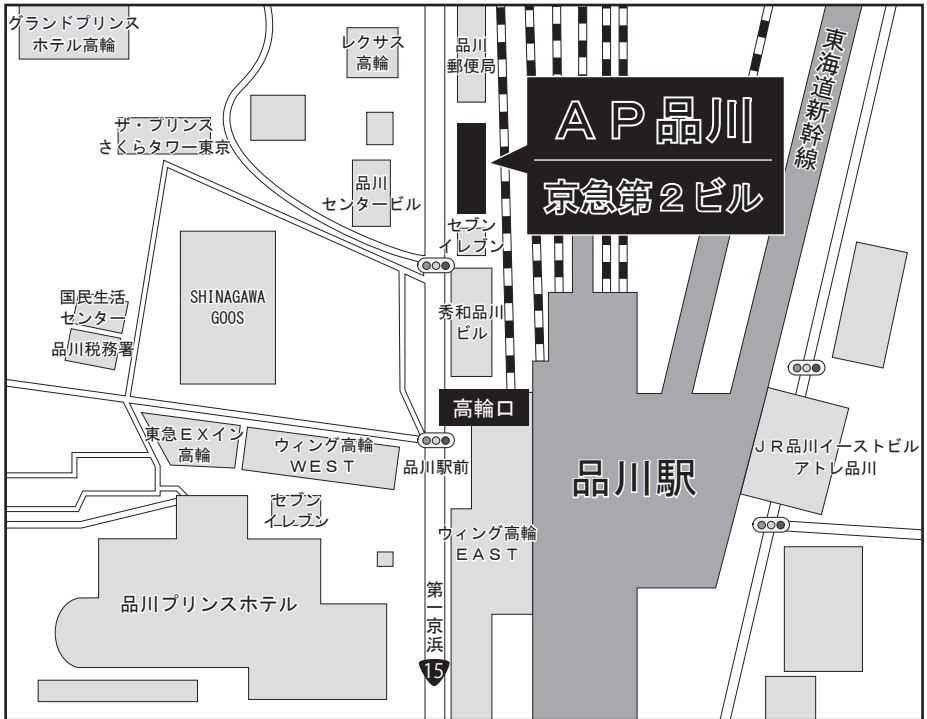 グランドプリンス
ホテル高輪
レクサス
高輪
品川
郵便局
東海道新幹線
ＡＰ品川
京急第２ビル
ザ・プリンス
さくらタワー東京
品川
センタービル
セブン
イレブン
国民生活
センター
品川税務署
SHINAGAWA
GOOS
秀和品川
ビル
高輪口
東急ＥＸイン
高輪
ウィング高輪
ＷＥＳＴ
品川駅前
品川駅
ＪＲ品川イーストビル
アトレ品川
セブン
イレブン
ウィング高輪
ＥＡＳＴ
品川プリンスホテル
第一京浜
15